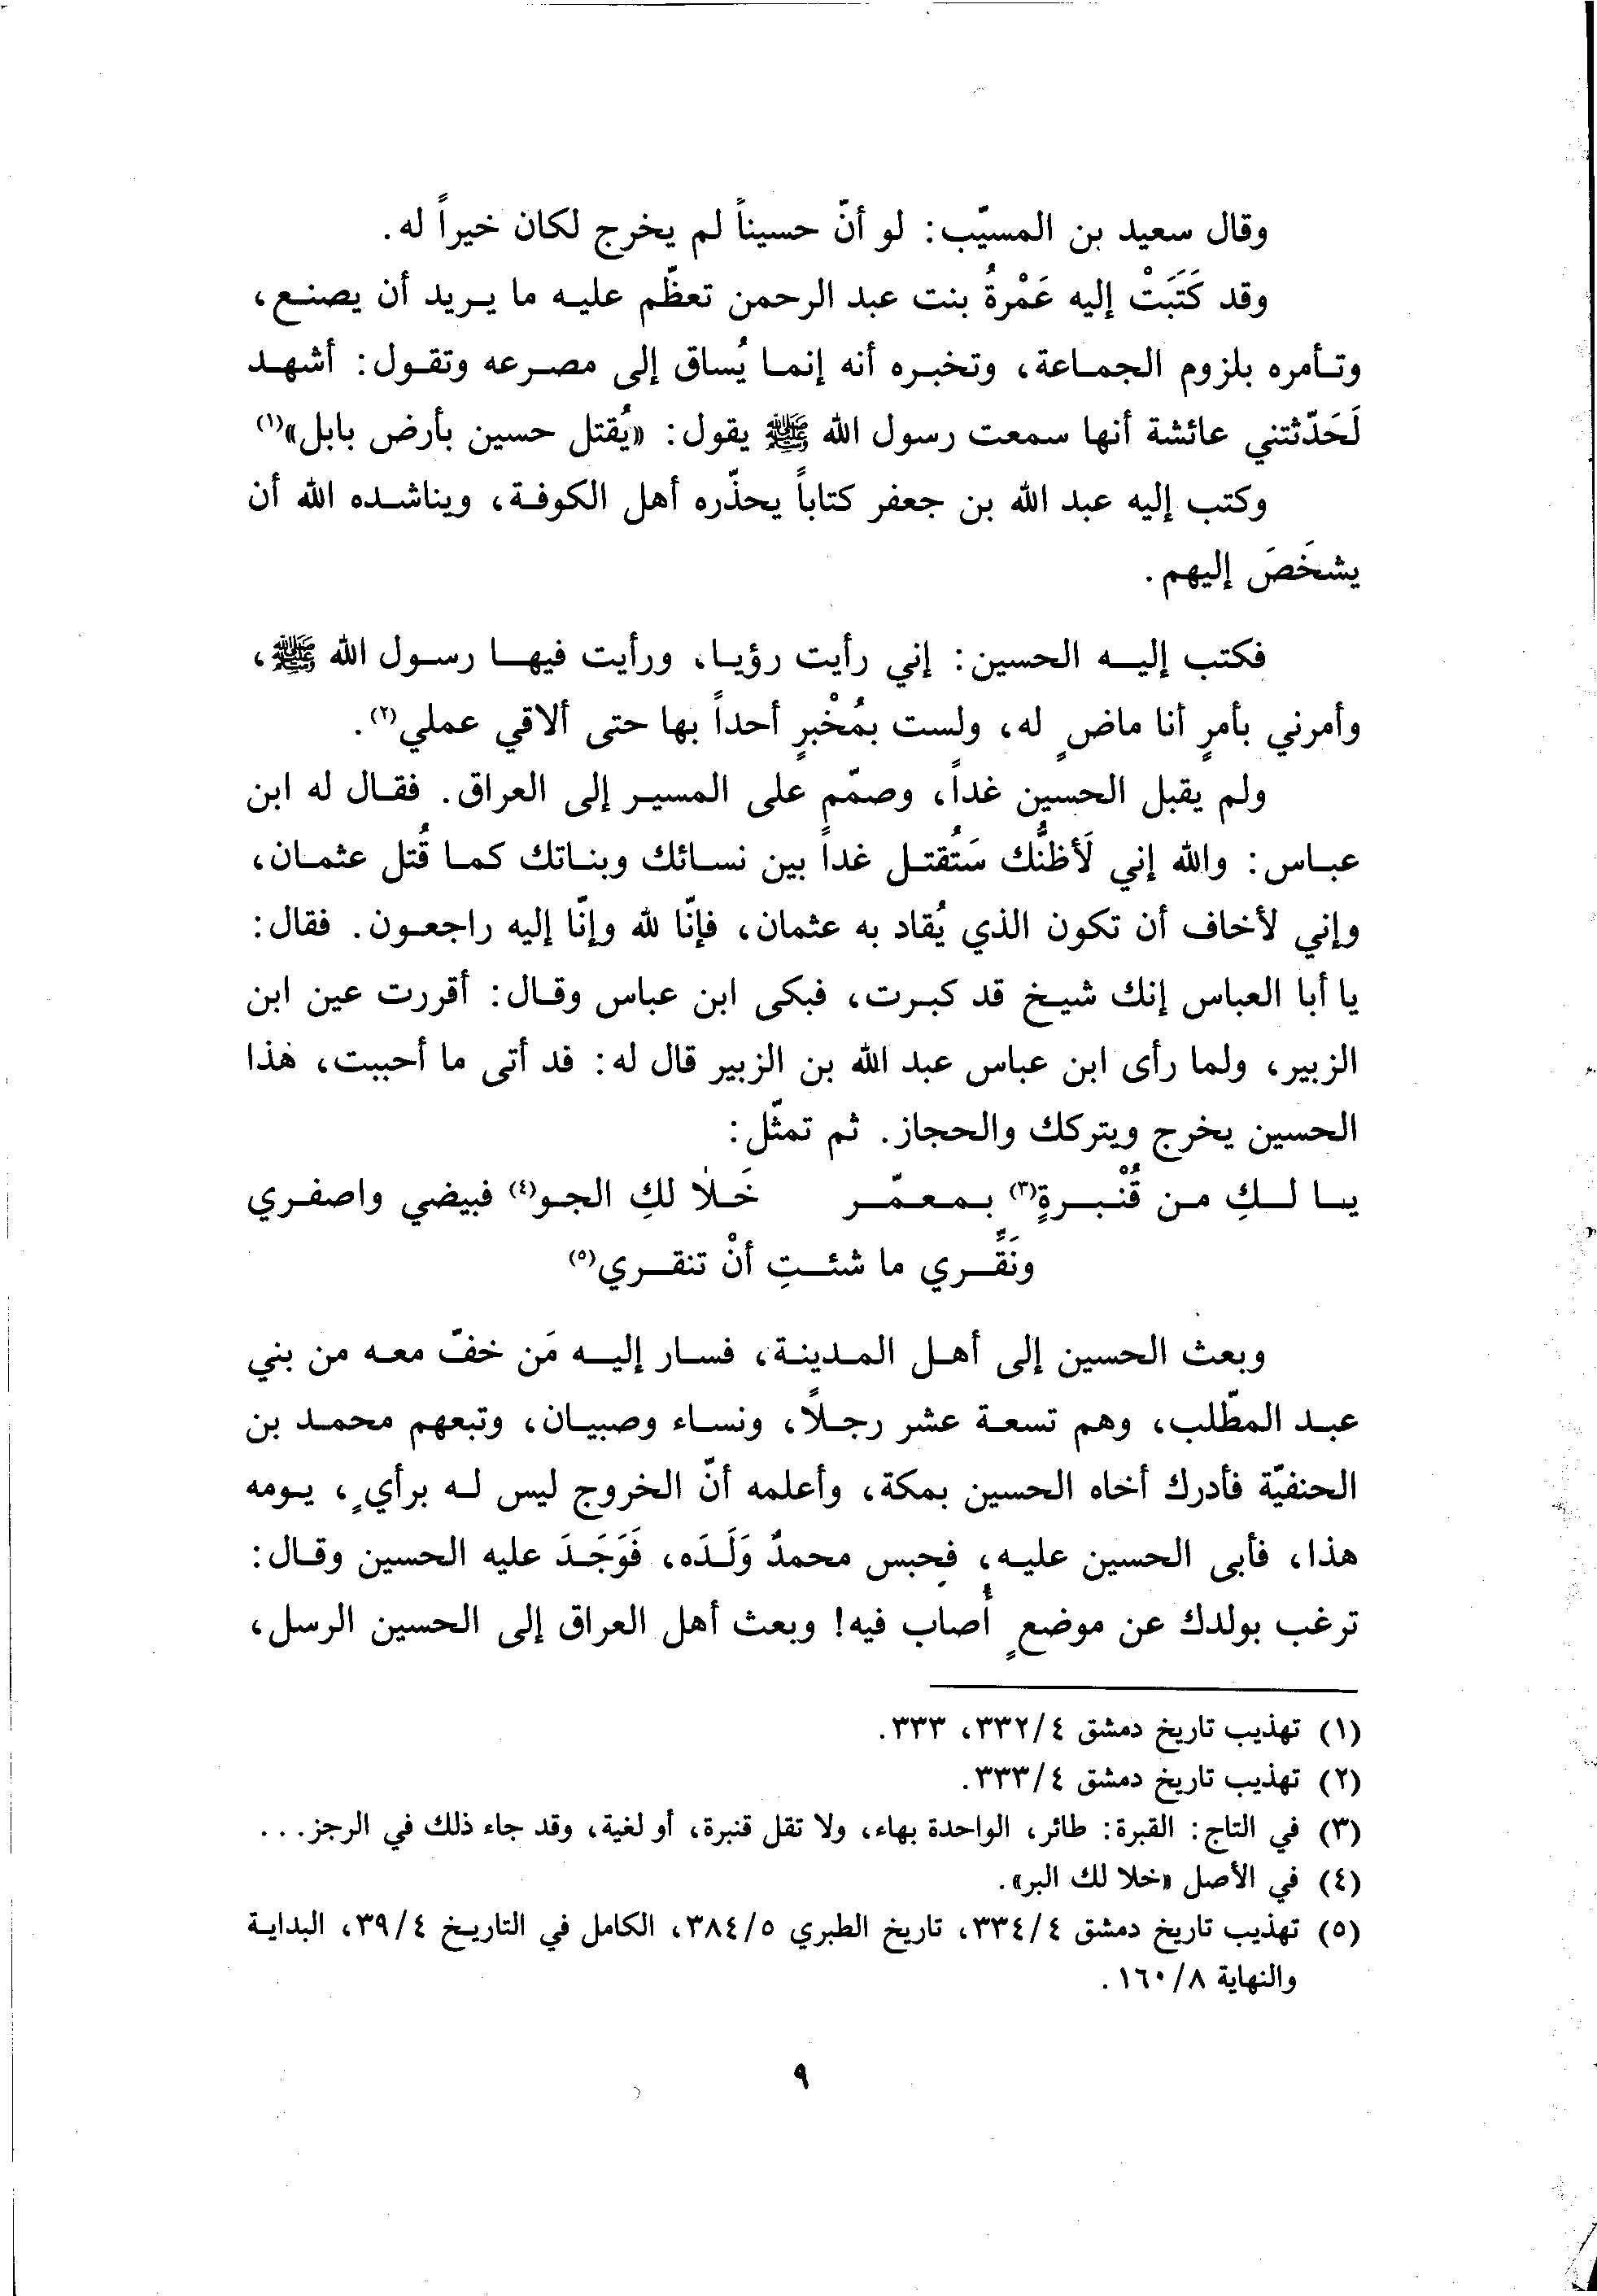 وقال سعيد بن المسيّب: لو أنّ حسيناً لم يخرج لكان خيراً له.
وقد كَتَبَتْ إليه عَمْرةُ بنت عبد الرحمن تعظّم عليه ما يريد أن يصنع،
وتأمره بلزوم الجماعة، وتخبره أنه إنما يُساق إلى مصرعه وتقول: أشهد
لَحَدّثتني عائشة أنها سمعت رسول الله ﷺ يقول: «يُقتل حسين بأرض بابل»(١)
وكتب إليه عبد الله بن جعفر كتاباً يحذّره أهل الكوفة، ويناشده الله أن
يشخَصَ إليهم.
فكتب إليه الحسين: إني رأيت رؤيا، ورأيت فيها رسول الله ﷺ،
وأمرني بأمرٍ أنا ماضٍ له، ولست بمُخْبرٍ أحداً بها حتى ألاقي عملي(٢).
ولم يقبل الحسين غداً، وصمّم على المسير إلى العراق. فقال له ابن
عباس: والله إني لَأظنُّك سَتُقتل غداً بين نسائك وبناتك كما قُتل عثمان،
وإني لأخاف أن تكون الذي يُقاد به عثمان، فإنّا لله وإنّا إليه راجعون. فقال:
يا أبا العباس إنك شيخ قد كبرت، فبكى ابن عباس وقال: أقررت عين ابن
الزبير، ولما رأى ابن عباس عبد الله بن الزبير قال له: قد أتى ما أحببت، هذا
الحسين يخرج ويتركك والحجاز. ثم تمثّل:
يا لكِ من قُنْبرةٍ(٣) بمعمّر خَلا لكِ الجو(٤) فبيضي واصفري
ونَقِّري ما شئتِ أنْ تنقري(٥)
وبعث الحسين إلى أهل المدينة، فسار إليه مَن خفّ معه من بني
عبد المطّلب، وهم تسعة عشر رجلاً، ونساء وصبيان، وتبعهم محمد بن
الحنفيّة فأدرك أخاه الحسين بمكة، وأعلمه أنّ الخروج ليس له برأيٍ، يومه
هذا، فأبى الحسين عليه، فحبس محمدٌ وَلَدَه، فَوَجَدَ عليه الحسين وقال:
ترغب بولدك عن موضعٍ أُصاب فيه! وبعث أهل العراق إلى الحسين الرسل،
(١) تهذيب تاريخ دمشق ٣٣٢/٤، ٣٣٣.
(٢) تهذيب تاريخ دمشق ٣٣٣/٤.
(٣) في التاج: القبرة: طائر، الواحدة بهاء، ولا تقل قنبرة، أو لغية، وقد جاء ذلك في الرجز...
(٤) في الأصل «خلا لك البر».
(٥) تهذيب تاريخ دمشق ٣٣٤/٤، تاريخ الطبري ٣٨٤/٥، الكامل في التاريخ ٣٩/٤، البداية
والنهاية ١٦٠/٨.
٩